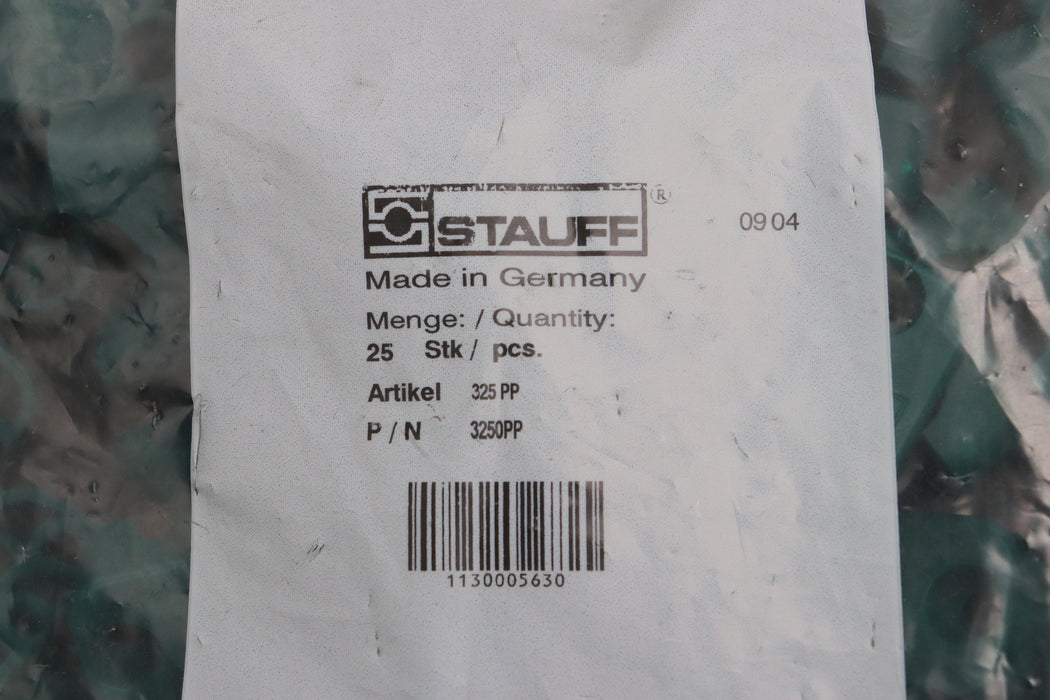 STAUFF ®
09 04
Made in Germany
Menge: / Quantity:
25 Stk / pcs.
Artikel 325 PP
P / N 3250PP
1130005630